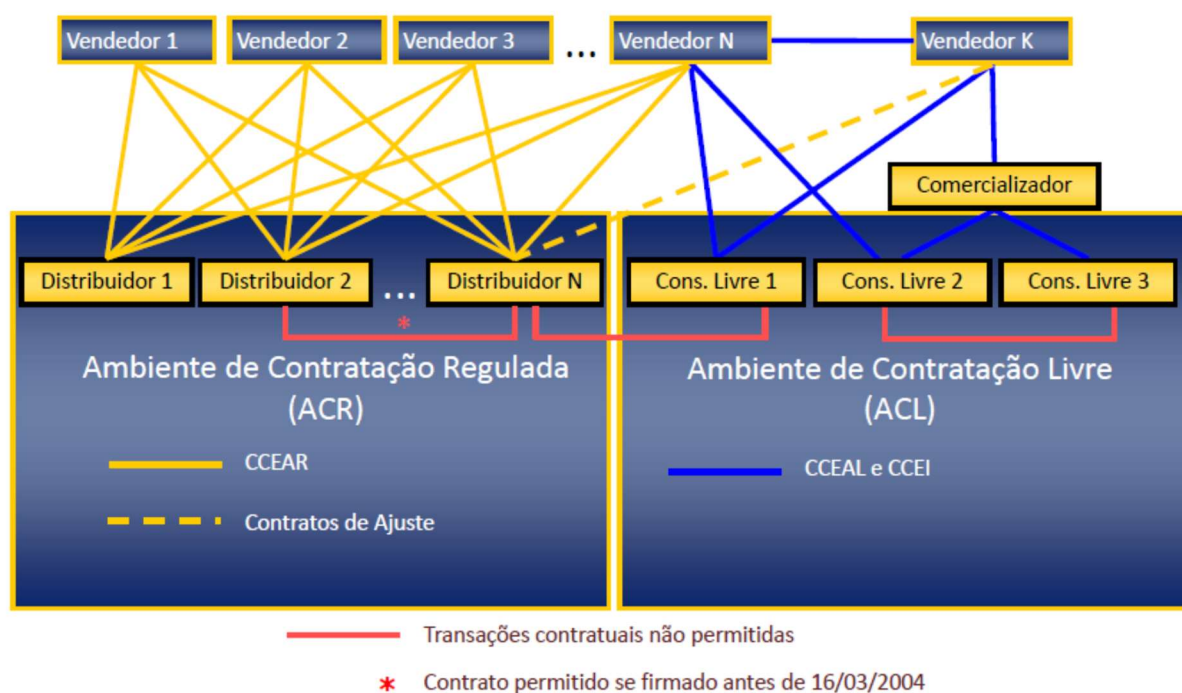 Vendedor 1
Vendedor 2
Vendedor 3
...
Vendedor N
Vendedor K
Comercializador
Distribuidor 1
Distribuidor 2
...
Distribuidor N
Cons. Livre 1
Cons. Livre 2
Cons. Livre 3
*
Ambiente de Contratação Regulada
(ACR)
CCEAR
Contratos de Ajuste
Ambiente de Contratação Livre
(ACL)
CCEAL e CCEI
Transações contratuais não permitidas
* Contrato permitido se firmado antes de 16/03/2004